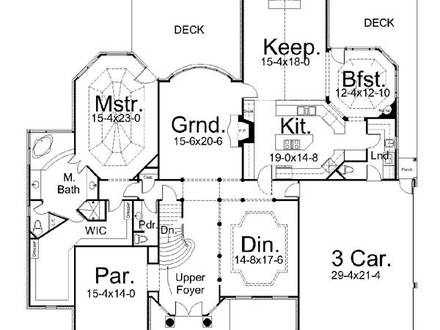 DECK
DECK
Keep.
15-4x18-0
Bfst.
12-4x12-10
Mstr.
15-4x23-0
Grnd.
15-6x20-6
Kit.
19-0x14-8
Lnd.
Porch
M.
Bath
WIC
Pdr.
Dn.
Din.
14-8x17-6
3 Car.
29-4x21-4
Par.
15-4x14-0
Upper
Foyer